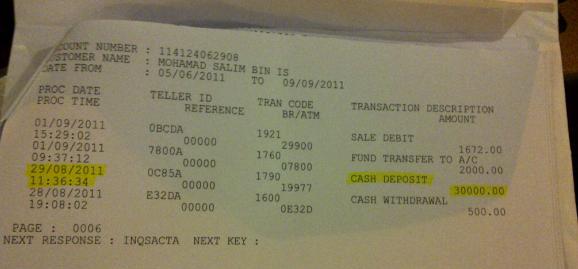 ACCOUNT NUMBER : 114124062908
CUSTOMER NAME : MOHAMAD SALIM BIN IS
DATE FROM : 05/06/2011 TO 09/09/2011
PROC DATE TELLER ID TRAN CODE TRANSACTION DESCRIPTION
PROC TIME REFERENCE BR/ATM AMOUNT
01/09/2011 0BCDA 1921 SALE DEBIT
15:29:02 00000 29900 1672.00
01/09/2011 7800A 1760 FUND TRANSFER TO A/C
09:37:12 00000 07800 2000.00
29/08/2011 0C85A 1790 CASH DEPOSIT
11:36:34 00000 19977 30000.00
28/08/2011 E32DA 1600 CASH WITHDRAWAL
19:08:02 00000 0E32D 500.00
PAGE : 0006
NEXT RESPONSE : INQSACTA NEXT KEY :